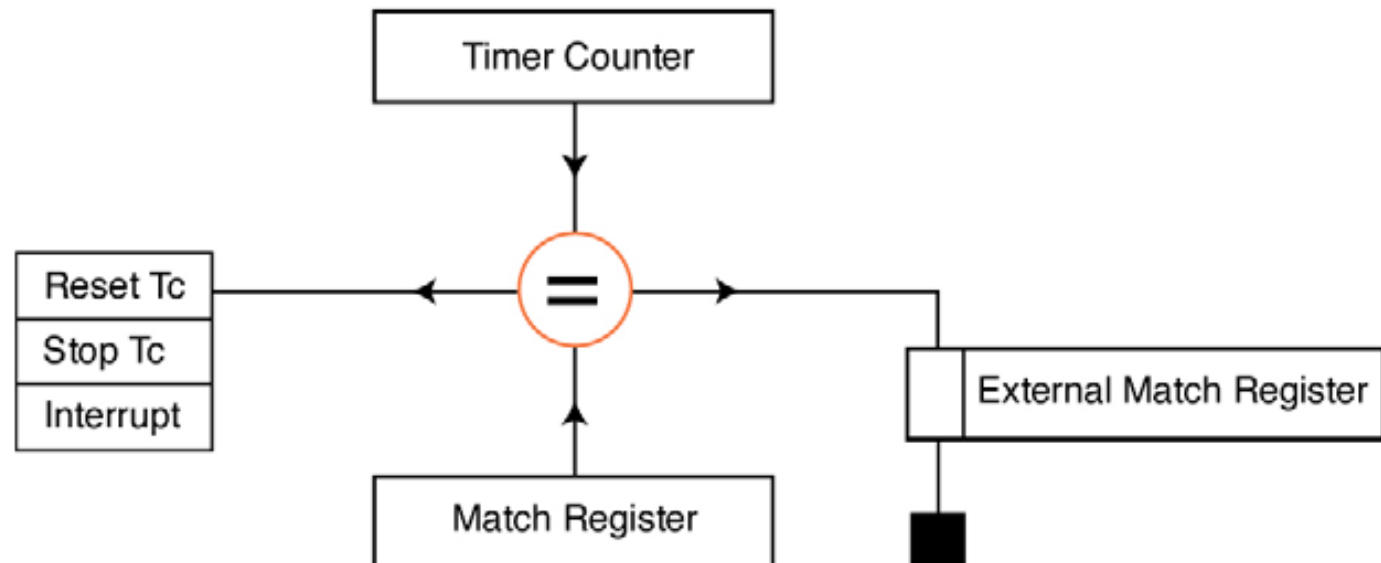 Timer Counter
=
Reset Tc
Stop Tc
Interrupt
External Match Register
Match Register